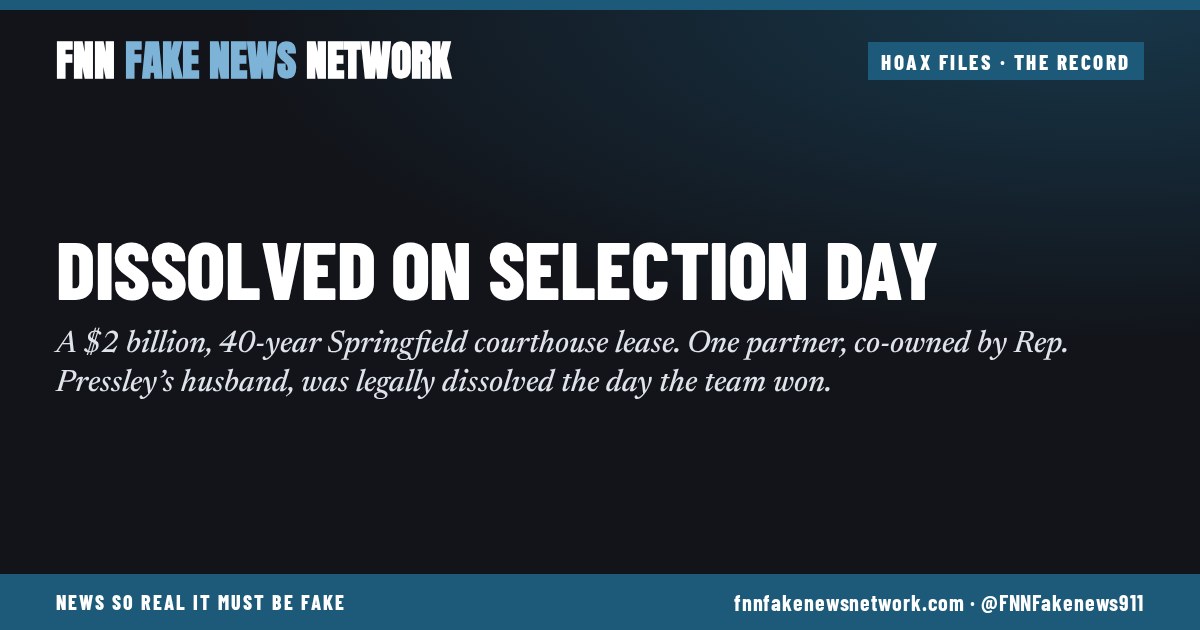 FNN FAKE NEWS NETWORK
HOAX FILES · THE RECORD
DISSOLVED ON SELECTION DAY
A $2 billion, 40-year Springfield courthouse lease. One partner, co-owned by Rep.
Pressley’s husband, was legally dissolved the day the team won.
NEWS SO REAL IT MUST BE FAKE
fnnfakenewsnetwork.com · @FNNFakenews911